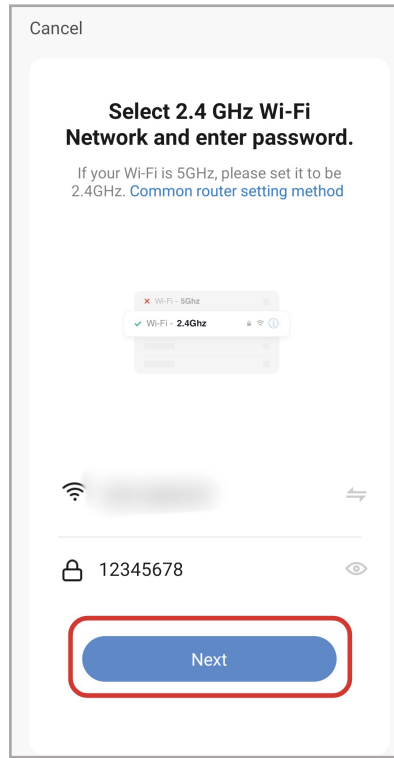 Cancel
Select 2.4 GHz Wi-Fi
Network and enter password.
If your Wi-Fi is 5GHz, please set it to be
2.4GHz. Common router setting method
Wi-Fi - 5Ghz
Wi-Fi - 2.4Ghz
12345678
Next